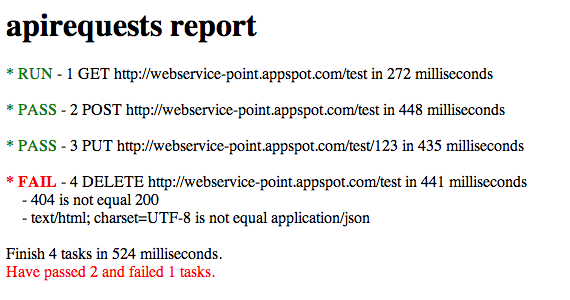 apirequests report
* RUN - 1 GET http://webservice-point.appspot.com/test in 272 milliseconds
* PASS - 2 POST http://webservice-point.appspot.com/test in 448 milliseconds
* PASS - 3 PUT http://webservice-point.appspot.com/test/123 in 435 milliseconds
* FAIL - 4 DELETE http://webservice-point.appspot.com/test in 441 milliseconds
- 404 is not equal 200
- text/html; charset=UTF-8 is not equal application/json
Finish 4 tasks in 524 milliseconds.
Have passed 2 and failed 1 tasks.